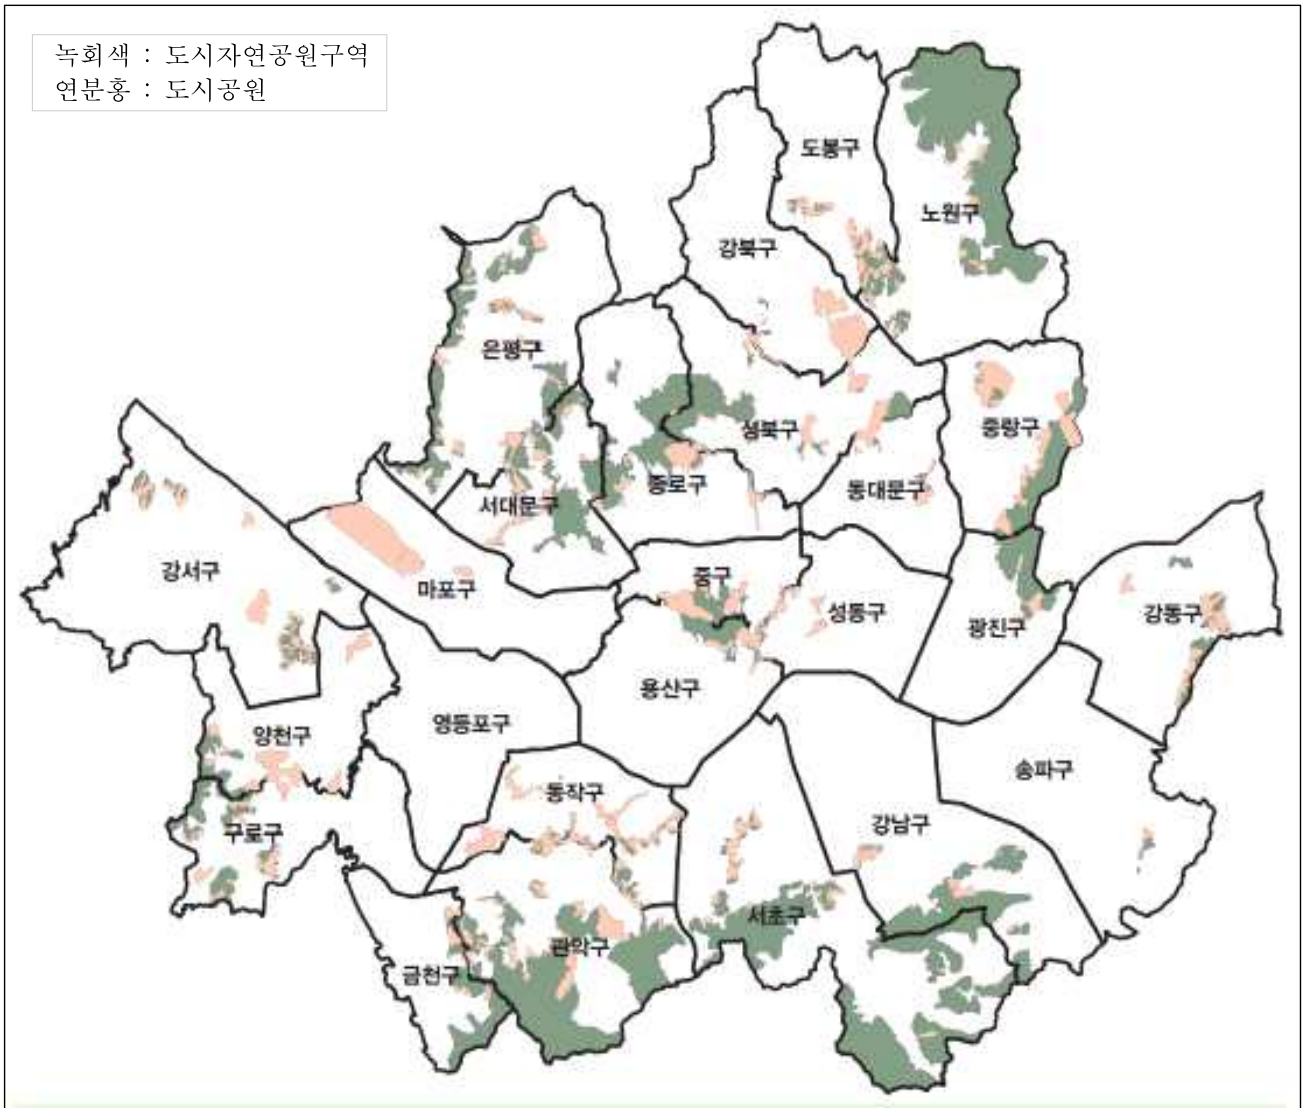 녹회색 : 도시자연공원구역
연분홍 : 도시공원
도봉구
노원구
강북구
은평구
성북구
중랑구
종로구
동대문구
서대문구
강서구
마포구
중구
성동구
광진구
강동구
용산구
양천구
영등포구
송파구
동작구
구로구
강남구
서초구
관악구
금천구